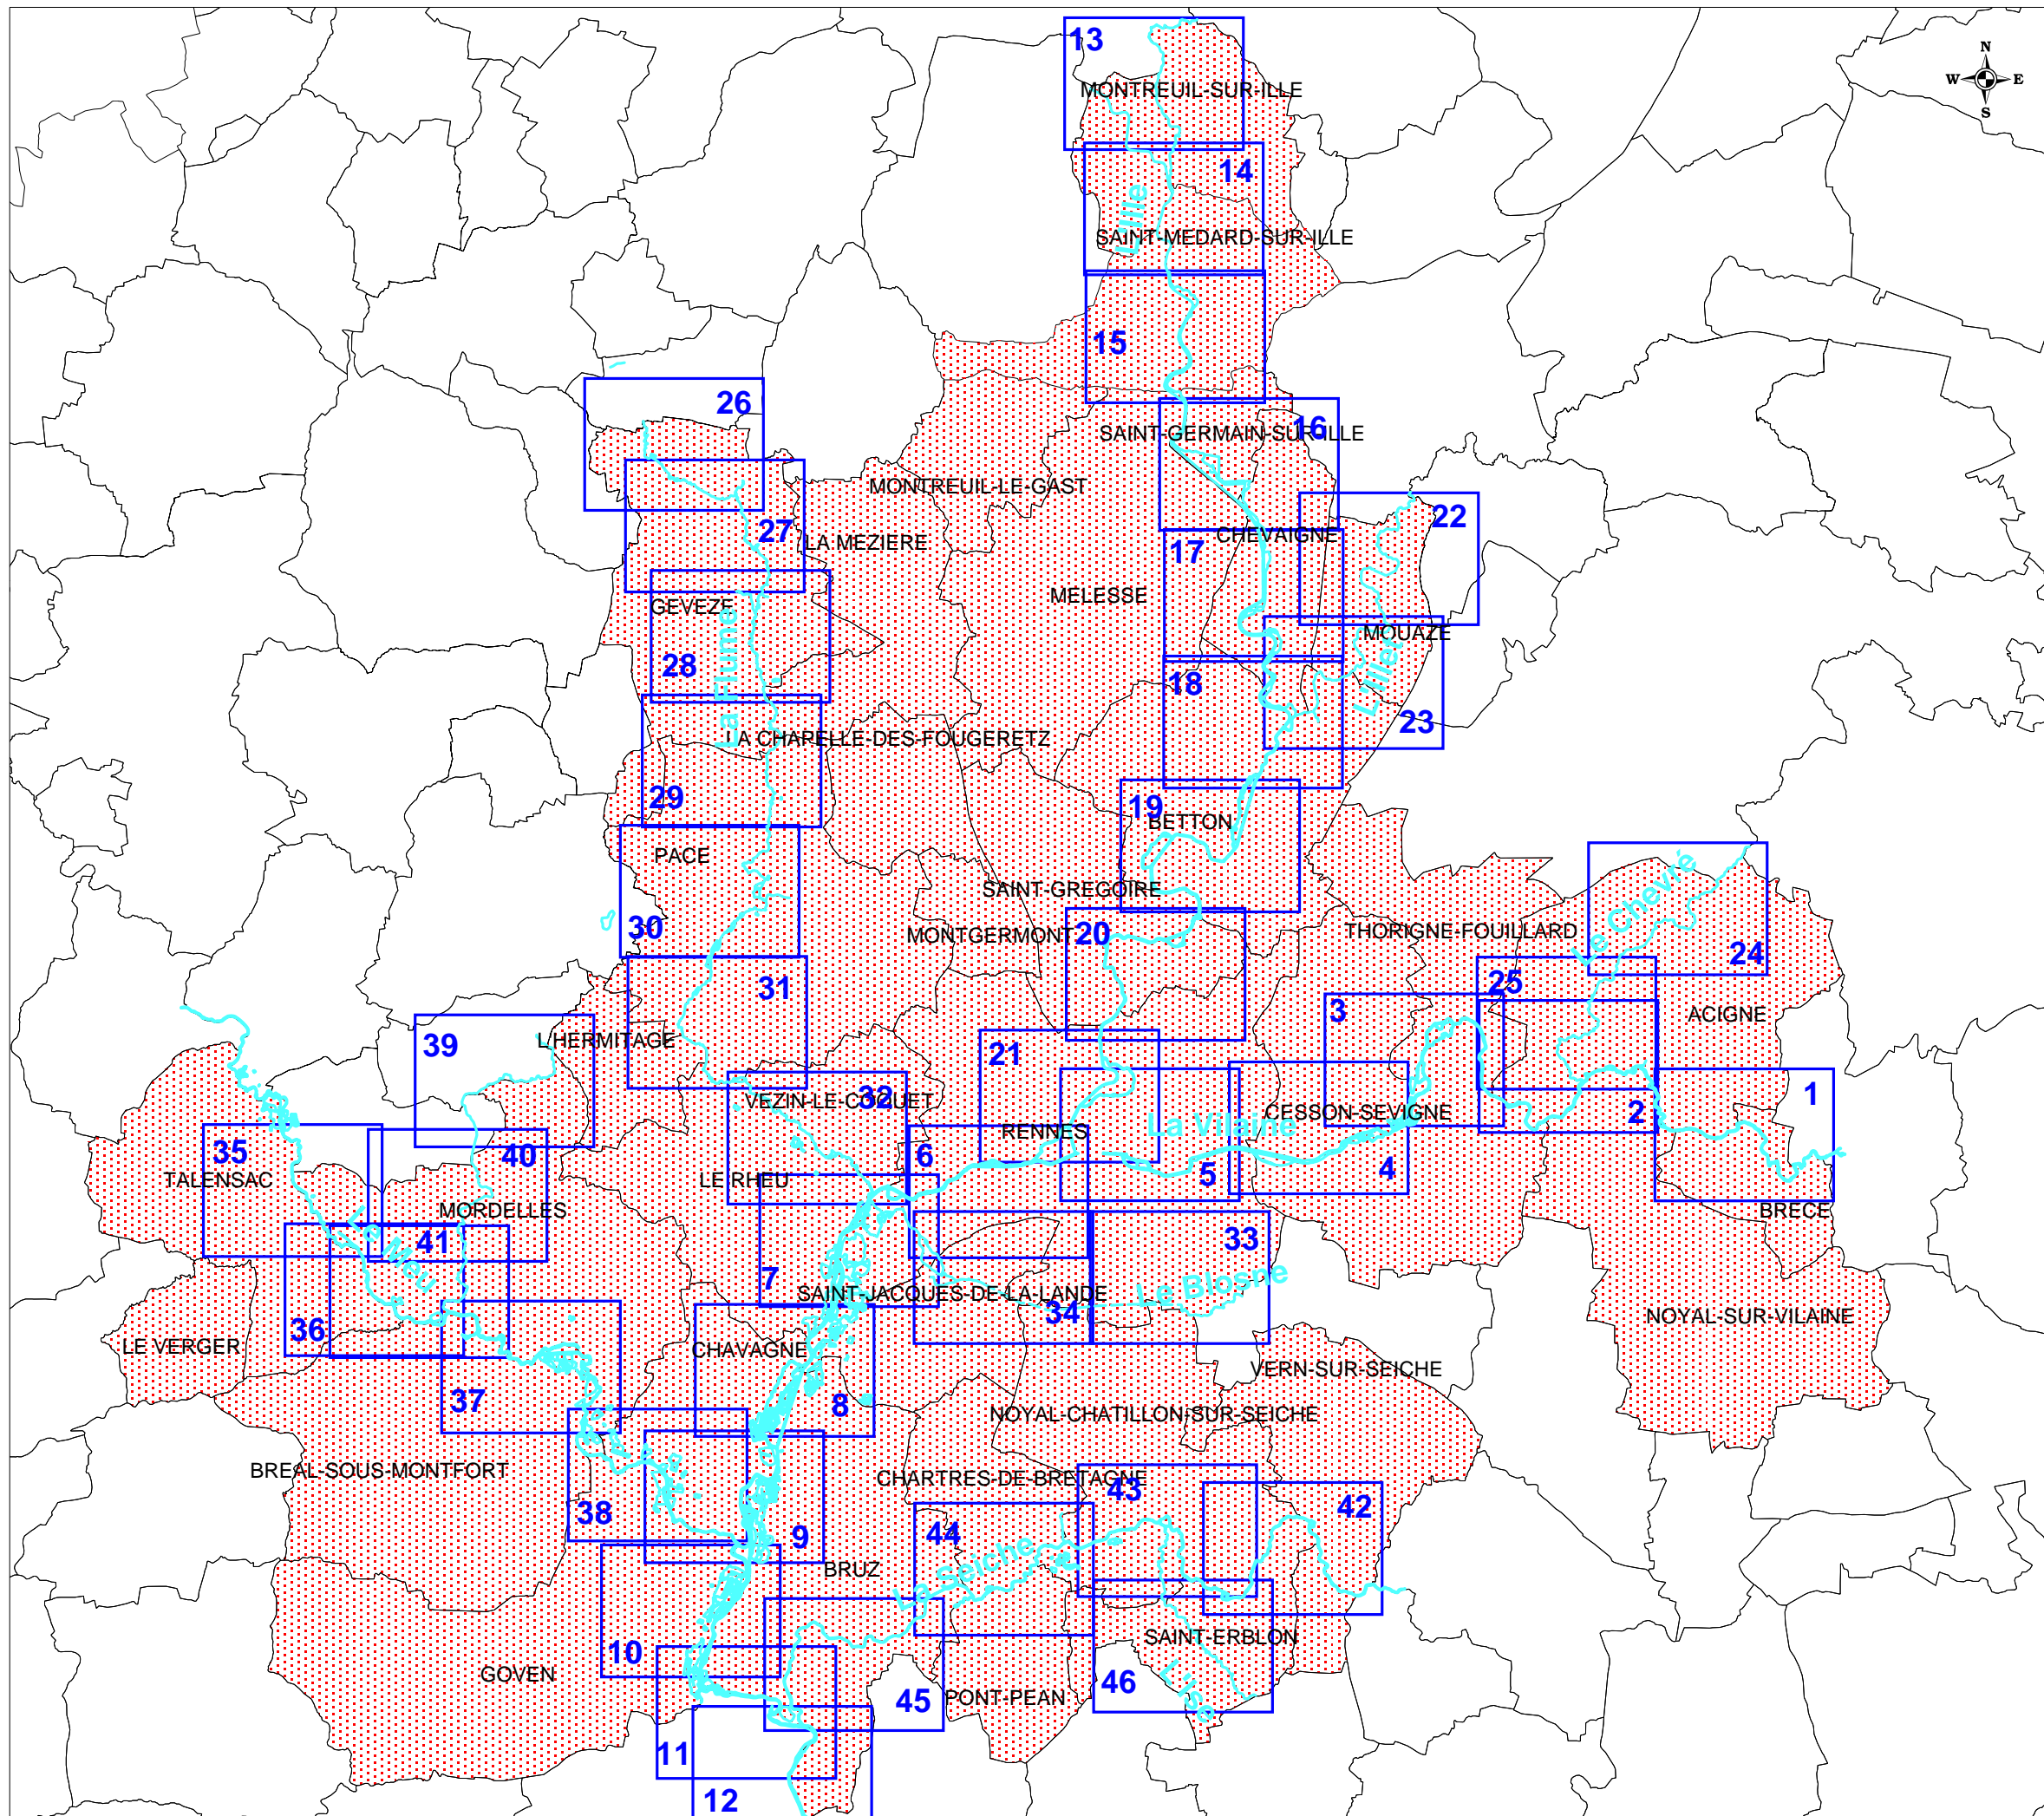 13
N
W E
S
MONTREUIL-SUR-ILLE
14
L'Ille
SAINT-MEDARD-SUR-ILLE
15
26
16
SAINT-GERMAIN-SUR-ILLE
MONTREUIL-LE-GAST
22
27
LA MEZIERE
CHEVAIGNE
17
MELESSE
GEVEZE
MOUAZE
28
La Flume
18
L'Illet
23
LA CHAPELLE-DES-FOUGERETZ
29
19
BETTON
PACE
SAINT-GREGOIRE
Le Chevré
30
MONTGERMONT
20
THORIGNE-FOUILLARD
24
31
25
3
ACIGNE
39
L'HERMITAGE
21
1
VEZIN-LE-COQUET
32
CESSON-SEVIGNE
2
La Vilaine
RENNES
35
40
6
5
4
TALENSAC
LE RHEU
MORDELLES
BRECE
Le Meu
41
33
7
Le Blosne
SAINT-JACQUES-DE-LA-LANDE
34
NOYAL-SUR-VILAINE
36
LE VERGER
CHAVAGNE
VERN-SUR-SEICHE
37
8
NOYAL-CHATILLON-SUR-SEICHE
BREAL-SOUS-MONTFORT
CHARTRES-DE-BRETAGNE
43
38
42
9
44
BRUZ
La Seiche
10
SAINT-ERBLON
GOVEN
46
L'Ise
45
PONT-PEAN
11
12